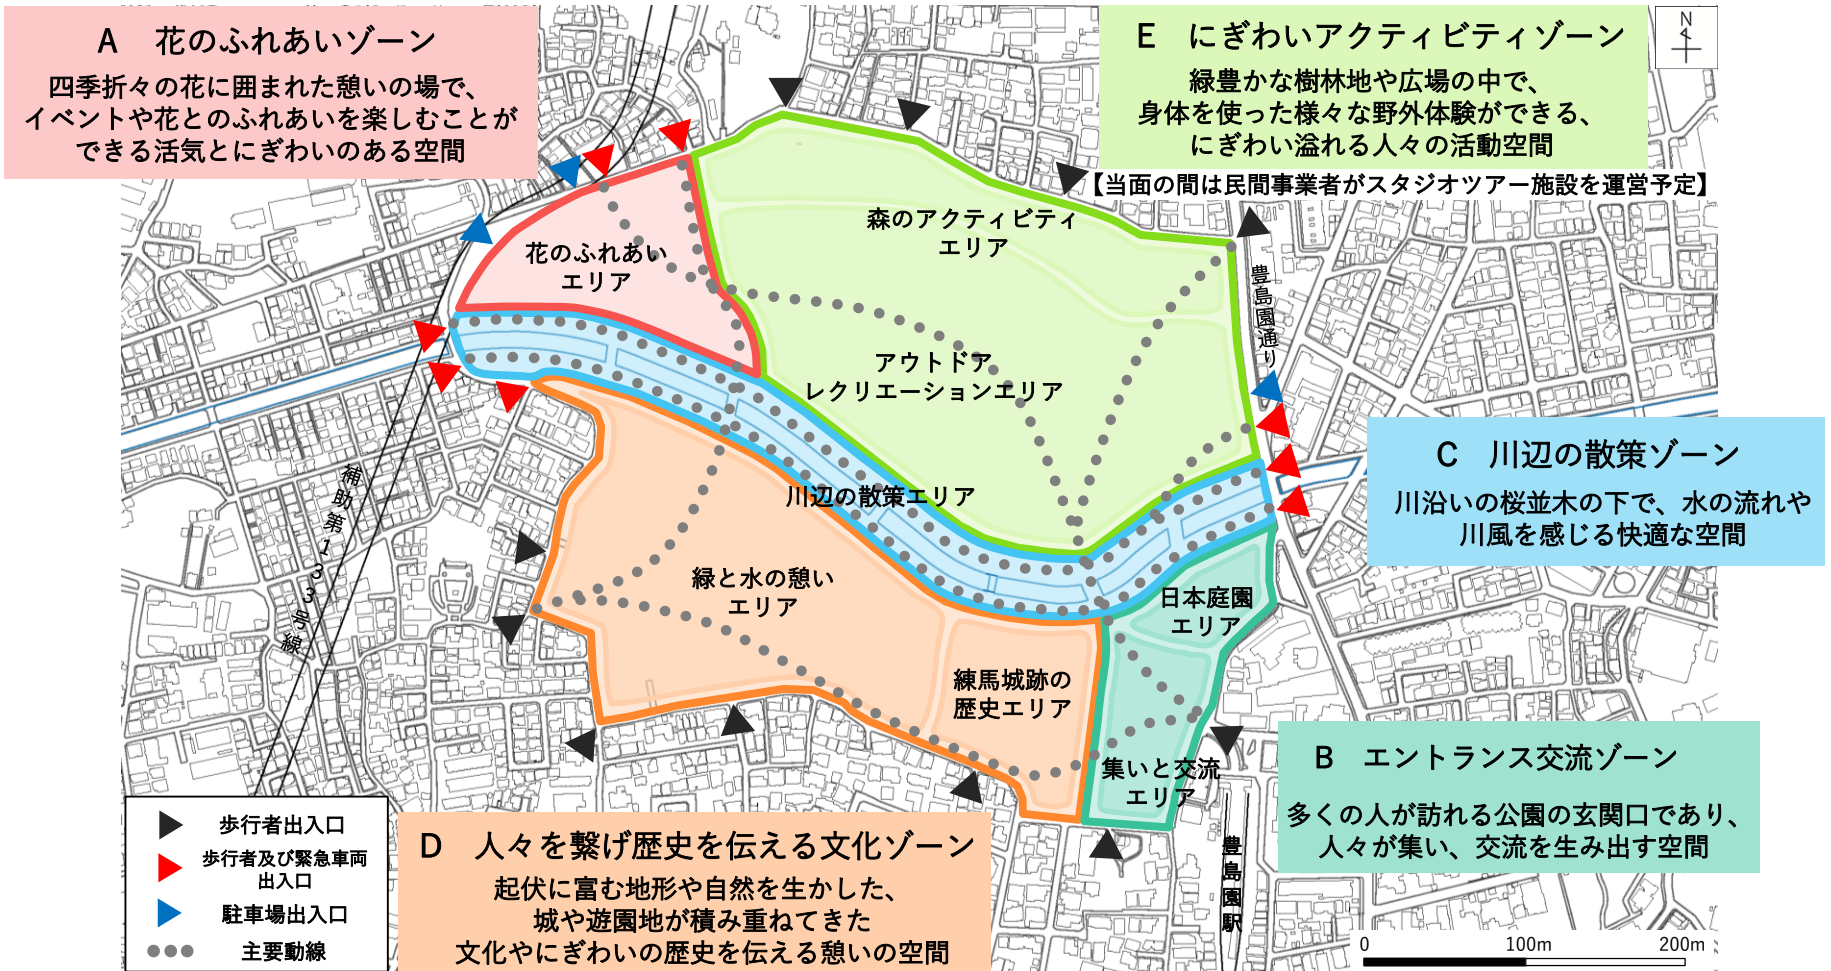 A 花のふれあいゾーン
四季折々の花に囲まれた憩いの場で、
イベントや花とのふれあいを楽しむことが
できる活気とにぎわいのある空間
E にぎわいアクティビティゾーン
緑豊かな樹林地や広場の中で、
身体を使った様々な野外体験ができる、
にぎわい溢れる人々の活動空間
【当面の間は民間事業者がスタジオツアー施設を運営予定】
N
森のアクティビティ
エリア
花のふれあい
エリア
豊島園通り
アウトドア
レクリエーションエリア
C 川辺の散策ゾーン
川沿いの桜並木の下で、水の流れや
川風を感じる快適な空間
川辺の散策エリア
補助第133号線
緑と水の憩い
エリア
日本庭園
エリア
練馬城跡の
歴史エリア
集いと交流
エリア
B エントランス交流ゾーン
多くの人が訪れる公園の玄関口であり、
人々が集い、交流を生み出す空間
豊島園駅
D 人々を繋げ歴史を伝える文化ゾーン
起伏に富む地形や自然を生かした、
城や遊園地が積み重ねてきた
文化やにぎわいの歴史を伝える憩いの空間
歩行者出入口
歩行者及び緊急車両
出入口
駐車場出入口
主要動線
0 100m 200m